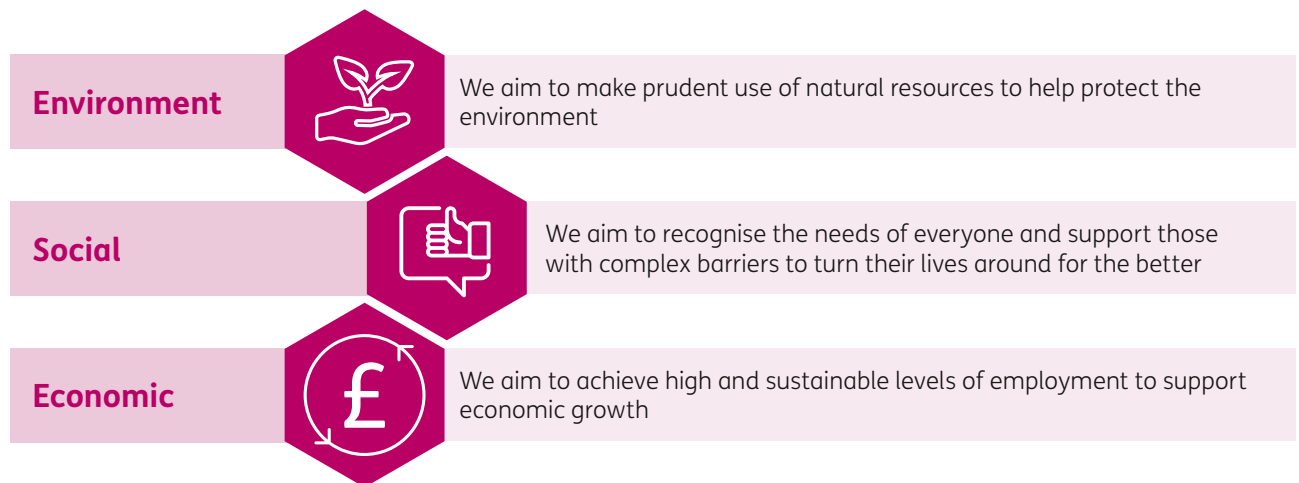 Environment
We aim to make prudent use of natural resources to help protect the
environment
Social
We aim to recognise the needs of everyone and support those
with complex barriers to turn their lives around for the better
Economic
£
We aim to achieve high and sustainable levels of employment to support
economic growth